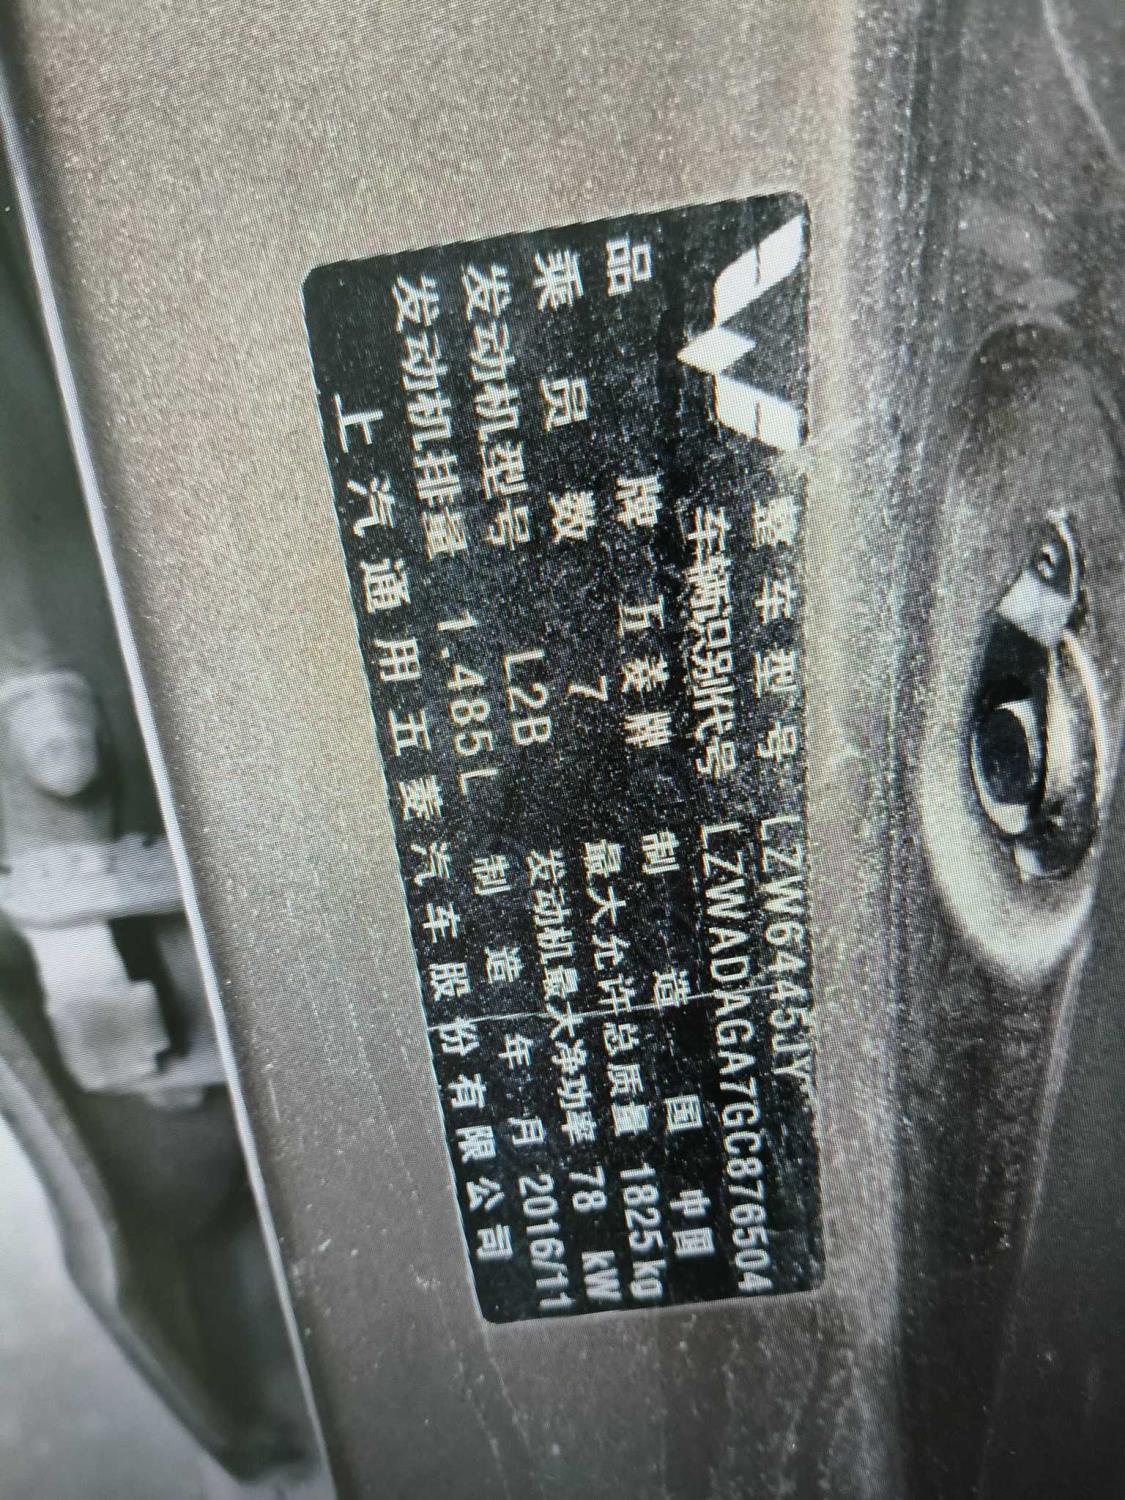 整车型号 LZW6445JY
车辆识别代号 LZWADAGA7GC876504
品牌 五菱牌 制造国 中国
乘员数 7 最大允许总质量 1825 kg
发动机型号 L2B 发动机最大净功率 78 KW
发动机排量 1.485L 制造年月 2016/11
上汽通用五菱汽车股份有限公司